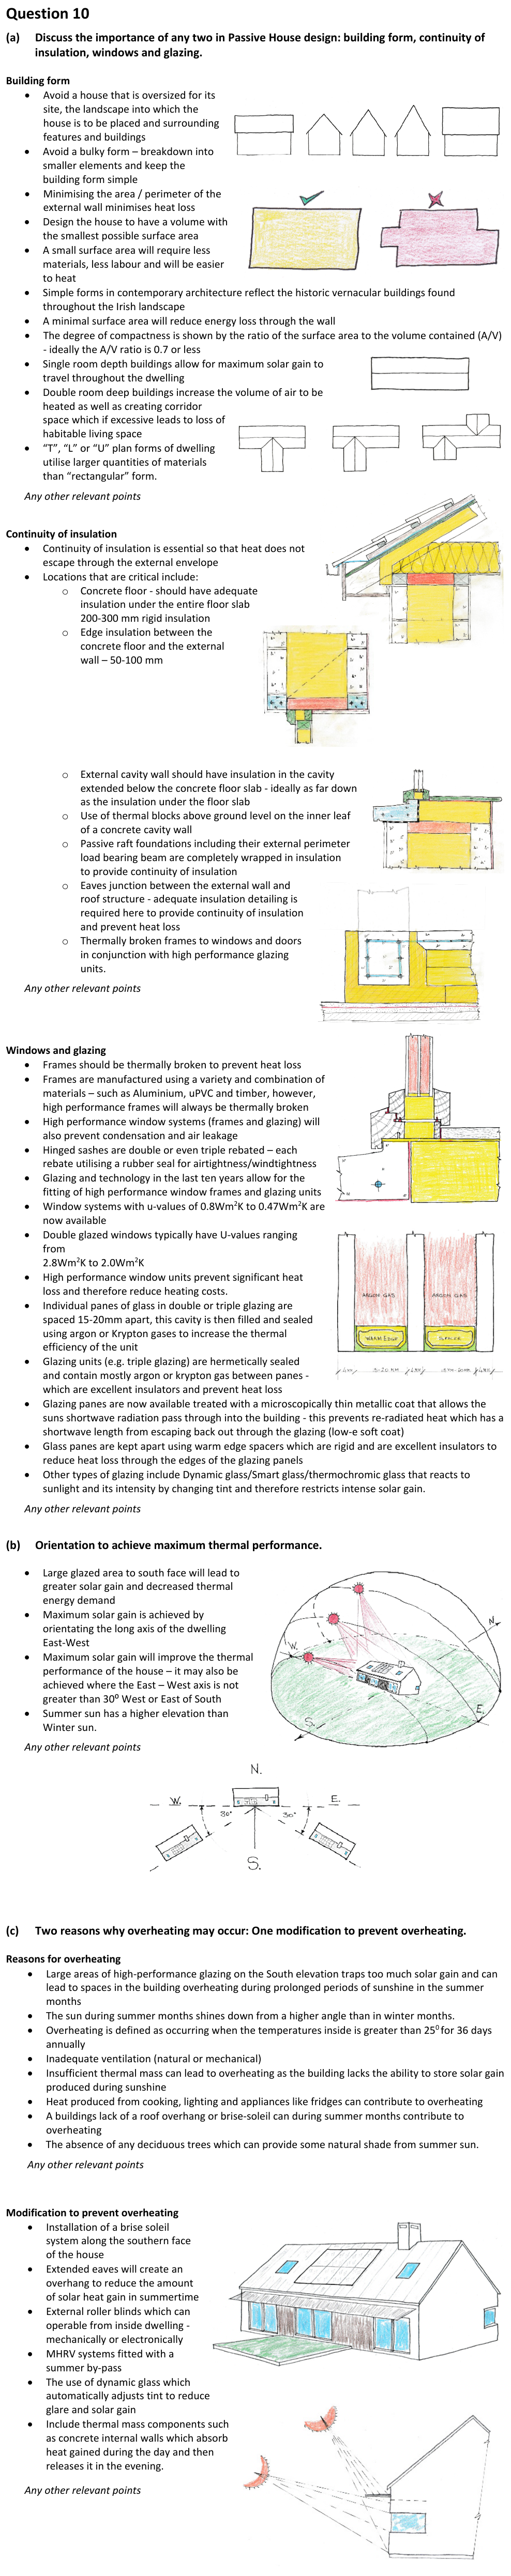 Question 10
(a) Discuss the importance of any two in Passive House design: building form, continuity of
insulation, windows and glazing.
Building form
• Avoid a house that is oversized for its
site, the landscape into which the
house is to be placed and surrounding
features and buildings
• Avoid a bulky form – breakdown into
smaller elements and keep the
building form simple
• Minimising the area / perimeter of the
external wall minimises heat loss
• Design the house to have a volume with
the smallest possible surface area
• A small surface area will require less
materials, less labour and will be easier
to heat
• Simple forms in contemporary architecture reflect the historic vernacular buildings found
throughout the Irish landscape
• A minimal surface area will reduce energy loss through the wall
• The degree of compactness is shown by the ratio of the surface area to the volume contained (A/V)
- ideally the A/V ratio is 0.7 or less
• Single room depth buildings allow for maximum solar gain to
travel throughout the dwelling
• Double room deep buildings increase the volume of air to be
heated as well as creating corridor
space which if excessive leads to loss of
habitable living space
• “T”, “L” or “U” plan forms of dwelling
utilise larger quantities of materials
than “rectangular” form.
Any other relevant points
Continuity of insulation
• Continuity of insulation is essential so that heat does not
escape through the external envelope
• Locations that are critical include:
o Concrete floor - should have adequate
insulation under the entire floor slab
200-300 mm rigid insulation
o Edge insulation between the
concrete floor and the external
wall – 50-100 mm
o External cavity wall should have insulation in the cavity
extended below the concrete floor slab - ideally as far down
as the insulation under the floor slab
o Use of thermal blocks above ground level on the inner leaf
of a concrete cavity wall
o Passive raft foundations including their external perimeter
load bearing beam are completely wrapped in insulation
to provide continuity of insulation
o Eaves junction between the external wall and
roof structure - adequate insulation detailing is
required here to provide continuity of insulation
and prevent heat loss
o Thermally broken frames to windows and doors
in conjunction with high performance glazing
units.
Any other relevant points
Windows and glazing
• Frames should be thermally broken to prevent heat loss
• Frames are manufactured using a variety and combination of
materials – such as Aluminium, uPVC and timber, however,
high performance frames will always be thermally broken
• High performance window systems (frames and glazing) will
also prevent condensation and air leakage
• Hinged sashes are double or even triple rebated – each
rebate utilising a rubber seal for airtightness/windtightness
• Glazing and technology in the last ten years allow for the
fitting of high performance window frames and glazing units
• Window systems with u-values of 0.8Wm²K to 0.47Wm²K are
now available
• Double glazed windows typically have U-values ranging
from
2.8Wm²K to 2.0Wm²K
• High performance window units prevent significant heat
loss and therefore reduce heating costs.
• Individual panes of glass in double or triple glazing are
spaced 15-20mm apart, this cavity is then filled and sealed
using argon or Krypton gases to increase the thermal
efficiency of the unit
• Glazing units (e.g. triple glazing) are hermetically sealed
and contain mostly argon or krypton gas between panes -
which are excellent insulators and prevent heat loss
ARGON GAS
ARGON GAS
WARM EDGE
SPACER
• Glazing panes are now available treated with a microscopically thin metallic coat that allows the
suns shortwave radiation pass through into the building - this prevents re-radiated heat which has a
shortwave length from escaping back out through the glazing (low-e soft coat)
• Glass panes are kept apart using warm edge spacers which are rigid and are excellent insulators to
reduce heat loss through the edges of the glazing panels
• Other types of glazing include Dynamic glass/Smart glass/thermochromic glass that reacts to
sunlight and its intensity by changing tint and therefore restricts intense solar gain.
Any other relevant points
(b) Orientation to achieve maximum thermal performance.
• Large glazed area to south face will lead to
greater solar gain and decreased thermal
energy demand
• Maximum solar gain is achieved by
orientating the long axis of the dwelling
East-West
• Maximum solar gain will improve the thermal
performance of the house – it may also be
achieved where the East – West axis is not
greater than 30⁰ West or East of South
• Summer sun has a higher elevation than
Winter sun.
Any other relevant points
N.
W.
E.
S.
N.
W.
E.
30°
30°
S.
(c) Two reasons why overheating may occur: One modification to prevent overheating.
Reasons for overheating
• Large areas of high-performance glazing on the South elevation traps too much solar gain and can
lead to spaces in the building overheating during prolonged periods of sunshine in the summer
months
• The sun during summer months shines down from a higher angle than in winter months.
• Overheating is defined as occurring when the temperatures inside is greater than 25⁰ for 36 days
annually
• Inadequate ventilation (natural or mechanical)
• Insufficient thermal mass can lead to overheating as the building lacks the ability to store solar gain
produced during sunshine
• Heat produced from cooking, lighting and appliances like fridges can contribute to overheating
• A buildings lack of a roof overhang or brise-soleil can during summer months contribute to
overheating
• The absence of any deciduous trees which can provide some natural shade from summer sun.
Any other relevant points
Modification to prevent overheating
• Installation of a brise soleil
system along the southern face
of the house
• Extended eaves will create an
overhang to reduce the amount
of solar heat gain in summertime
• External roller blinds which can
operable from inside dwelling -
mechanically or electronically
• MHRV systems fitted with a
summer by-pass
• The use of dynamic glass which
automatically adjusts tint to reduce
glare and solar gain
• Include thermal mass components such
as concrete internal walls which absorb
heat gained during the day and then
releases it in the evening.
Any other relevant points